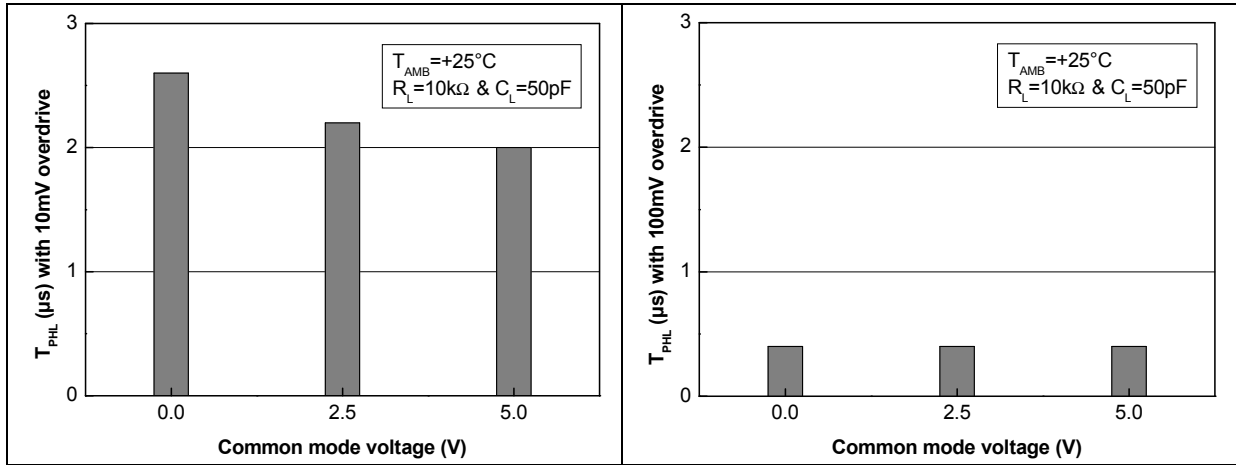 T_PHL (µs) with 10mV overdrive
3
2
1
0
T_AMB=+25°C
R_L=10kΩ & C_L=50pF
0.0 2.5 5.0
Common mode voltage (V)
T_PHL (µs) with 100mV overdrive
3
2
1
0
T_AMB=+25°C
R_L=10kΩ & C_L=50pF
0.0 2.5 5.0
Common mode voltage (V)